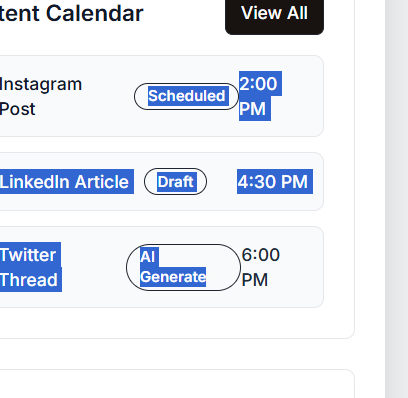 tent Calendar
View All
Instagram
Post
Scheduled
2:00
PM
LinkedIn Article
Draft
4:30 PM
Twitter
Thread
AI
Generate
6:00
PM